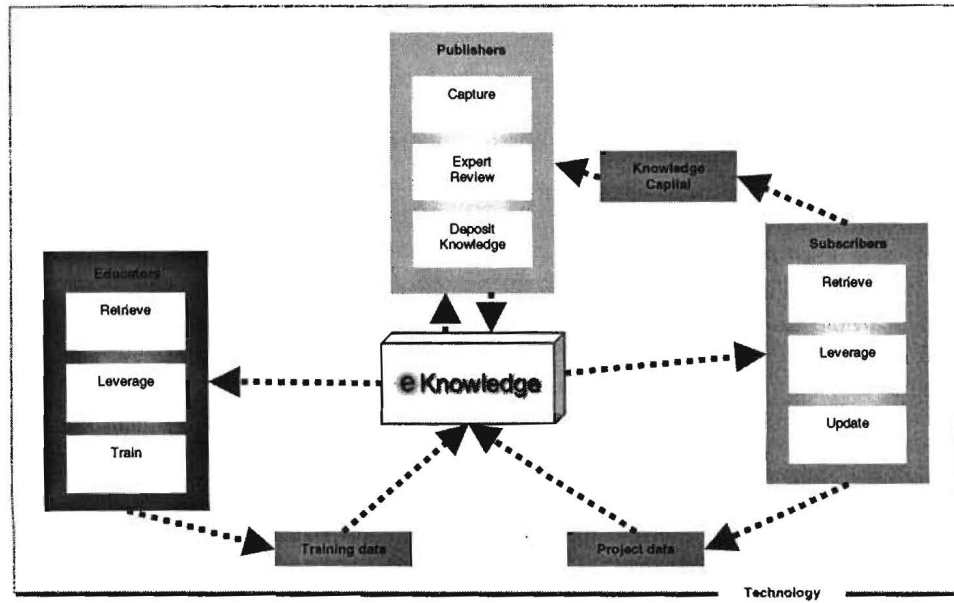 Publishers
Capture
Expert
Review
Deposit
Knowledge
Knowledge
Capital
Subscribers
Retrieve
Leverage
Update
Educators
Retrieve
Leverage
Train
e Knowledge
Training data
Project data
Technology